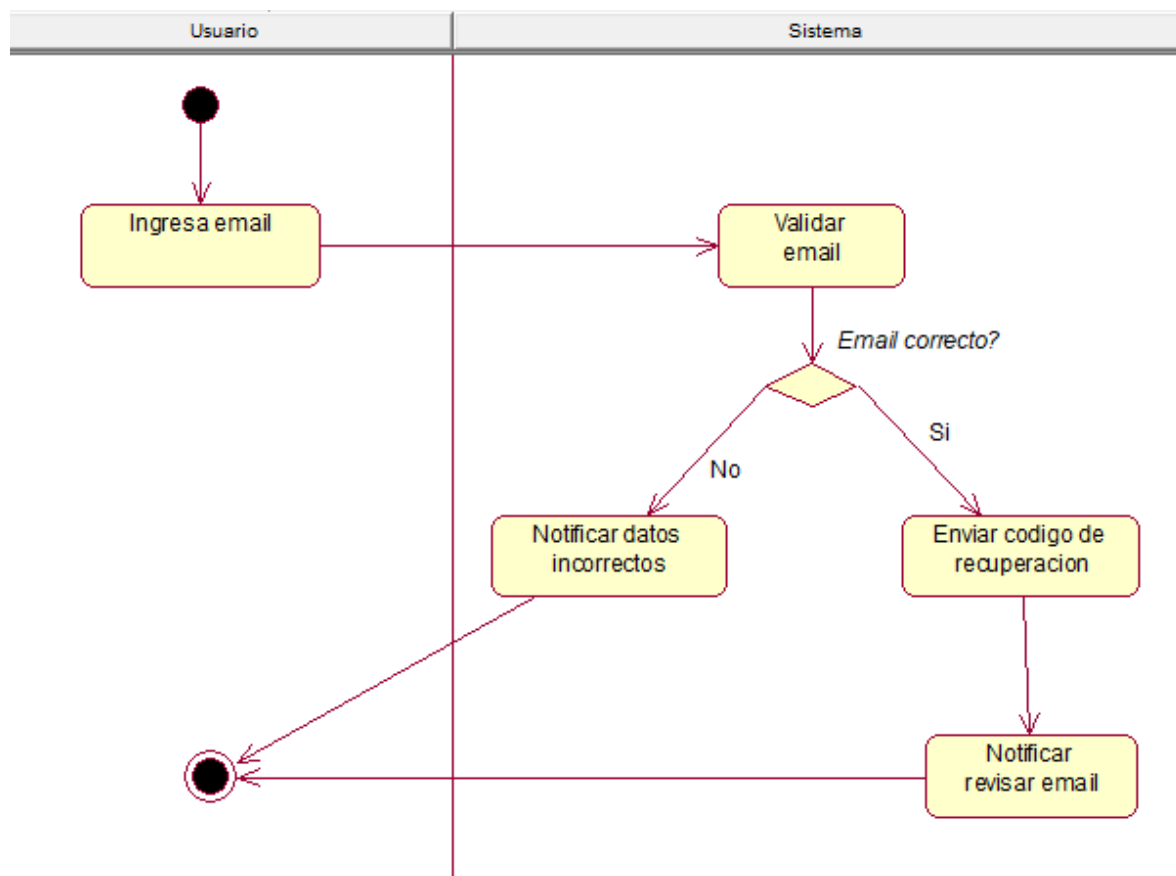 Usuario
Sistema
Ingresa email
Validar
email
Email correcto?
Si
No
Notificar datos
incorrectos
Enviar codigo de
recuperacion
Notificar
revisar email